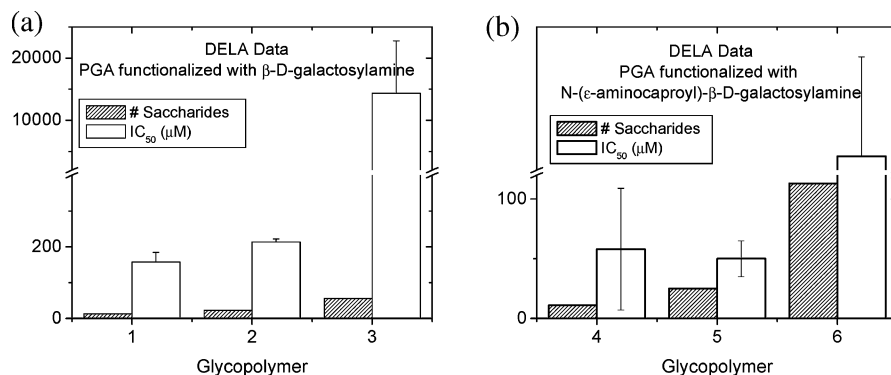 (a)
DELA Data
PGA functionalized with β-D-galactosylamine
# Saccharides
IC50 (μM)
20000
10000
200
0
1 2 3
Glycopolymer
(b)
DELA Data
PGA functionalized with
N-(ε-aminocaproyl)-β-D-galactosylamine
# Saccharides
IC50 (μM)
100
0
4 5 6
Glycopolymer